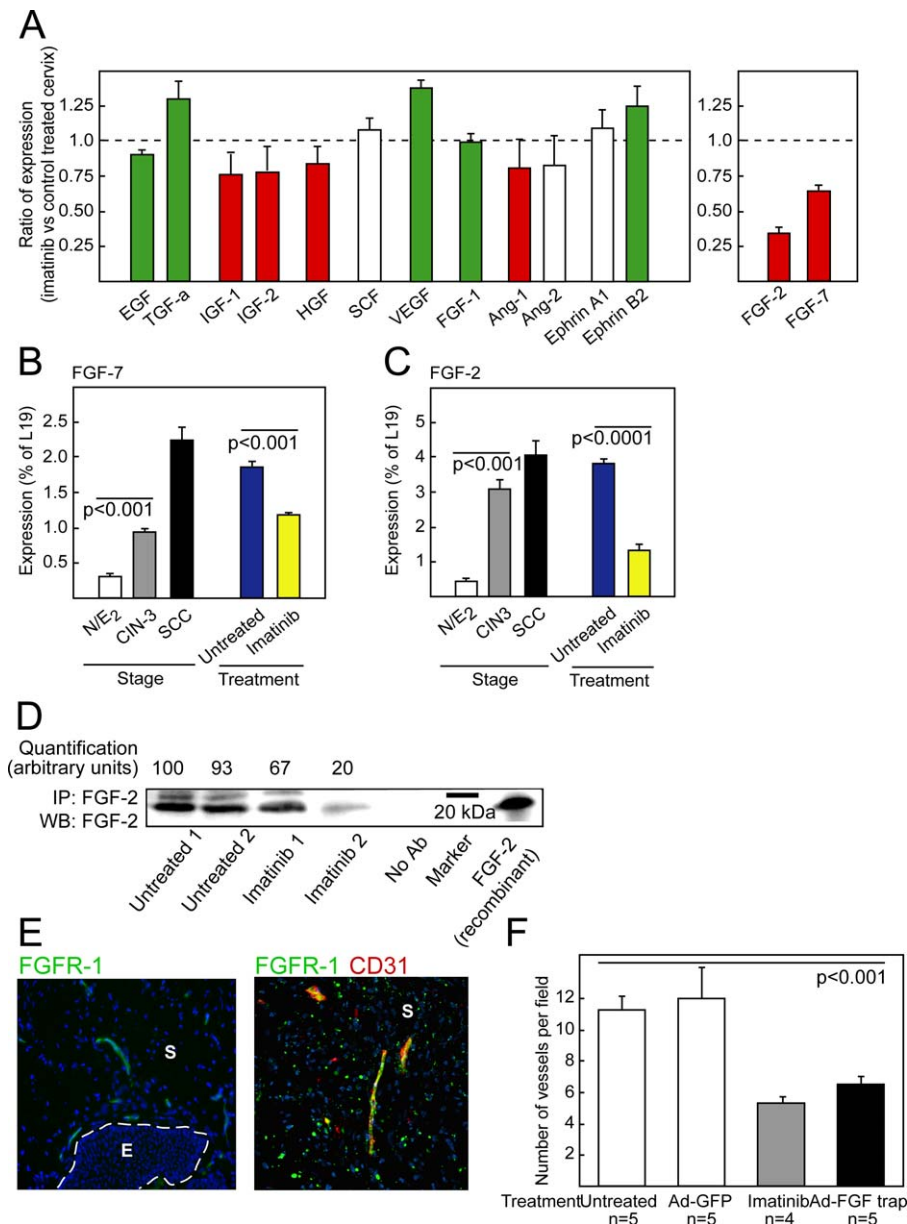 A
Ratio of expression
(imatinib vs control treated cervix)
1.25
1.0
0.75
0.50
0.25
EGF
TGF-a
IGF-1
IGF-2
HGF
SCF
VEGF
FGF-1
Ang-1
Ang-2
Ephrin A1
Ephrin B2
1.25
1.0
0.75
0.50
0.25
FGF-2
FGF-7
B
FGF-7
Expression (% of L19)
2.5
2.0
1.5
1.0
0.5
p<0.001
p<0.001
N/E2
CIN-3
SCC
Untreated
Imatinib
Stage
Treatment
C
FGF-2
Expression (% of L19)
5
4
3
2
1
p<0.001
p<0.0001
N/E2
CIN3
SCC
Untreated
Imatinib
Stage
Treatment
D
Quantification
(arbitrary units)
100 93 67 20
IP: FGF-2
WB: FGF-2
20 kDa
Untreated 1
Untreated 2
Imatinib 1
Imatinib 2
No Ab
Marker
FGF-2
(recombinant)
E
FGFR-1
S
E
FGFR-1 CD31
S
F
Number of vessels per field
12
10
8
6
4
2
p<0.001
Treatment Untreated Ad-GFP Imatinib Ad-FGF trap
n=5 n=5 n=4 n=5